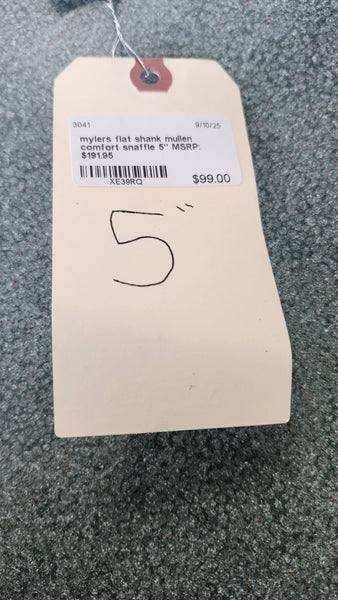 3041 9/10/25
mylers flat shank mullen
comfort snaffle 5" MSRP:
$191.95
XE39RQ $99.00
5"